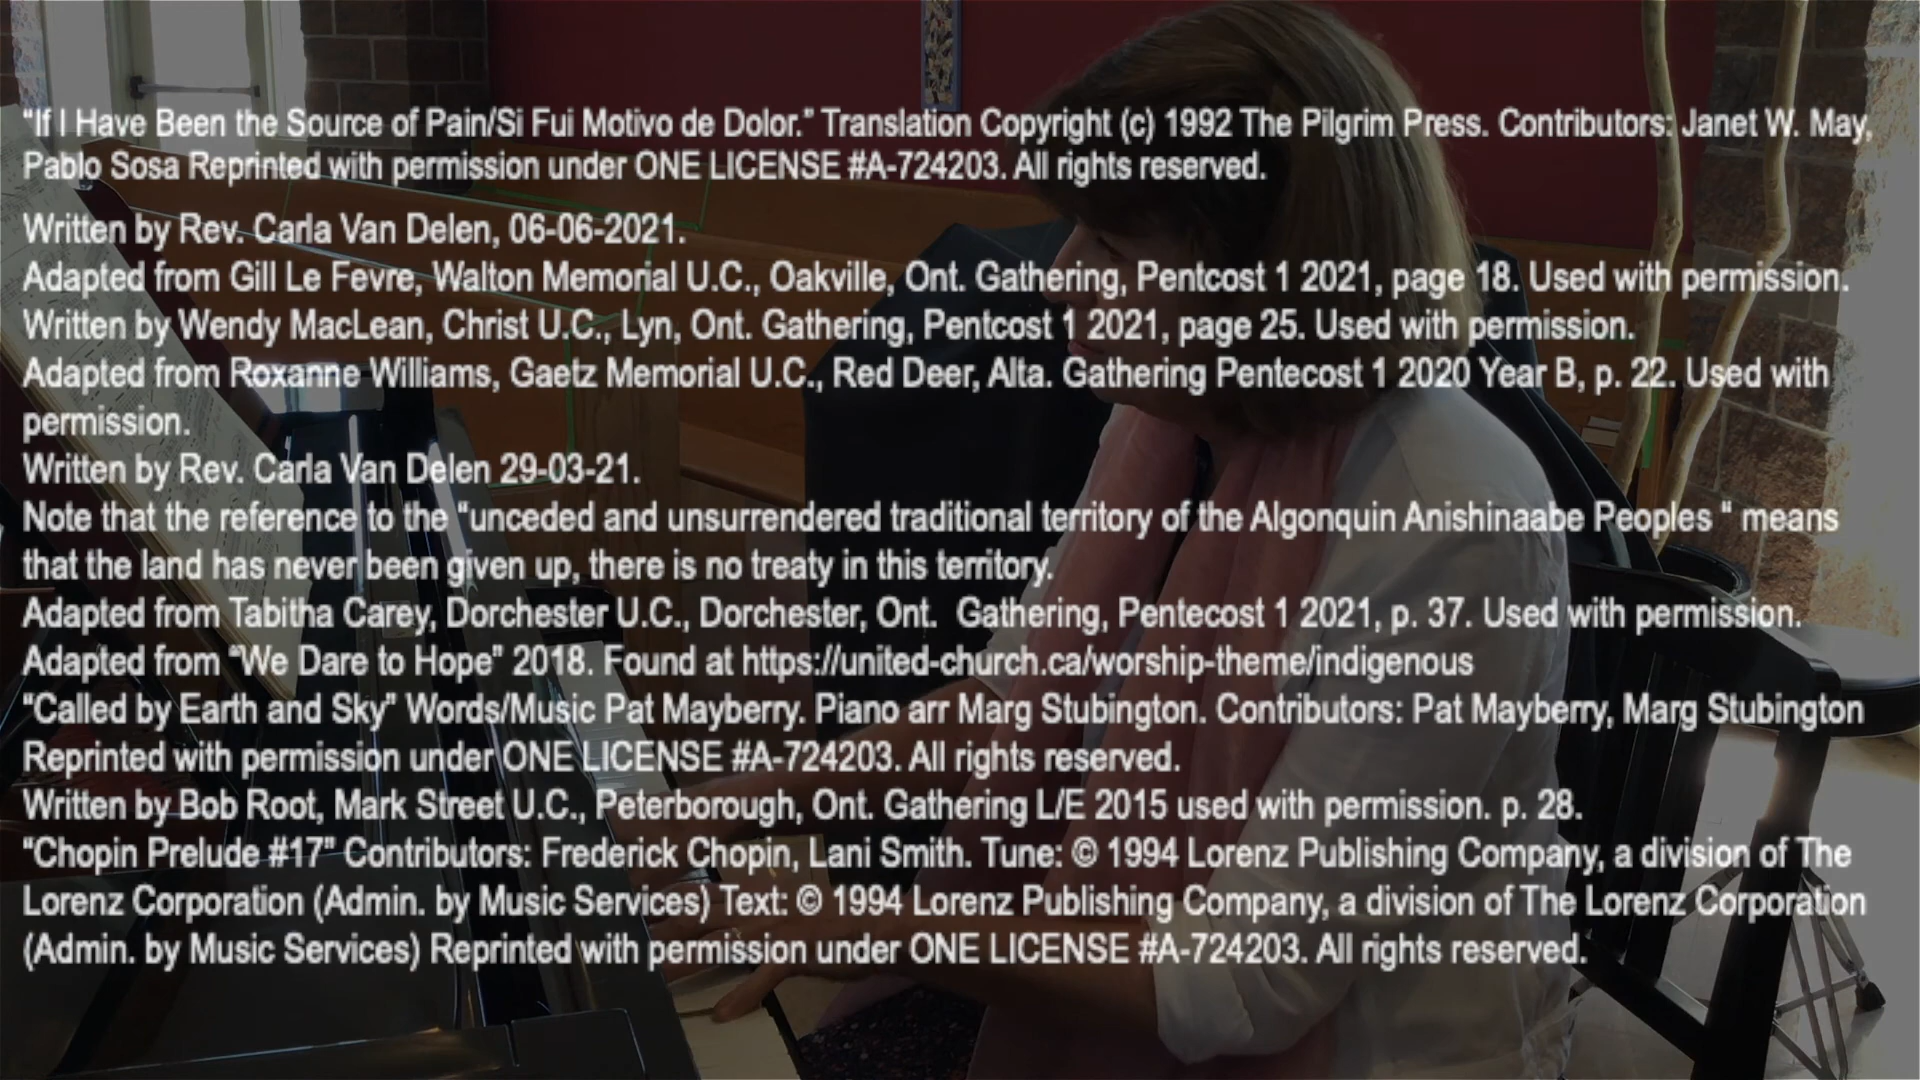 “If I Have Been the Source of Pain/Si Fui Motivo de Dolor.” Translation Copyright (c) 1992 The Pilgrim Press. Contributors: Janet W. May,
Pablo Sosa Reprinted with permission under ONE LICENSE #A-724203. All rights reserved.
Written by Rev. Carla Van Delen, 06-06-2021.
Adapted from Gill Le Fevre, Walton Memorial U.C., Oakville, Ont. Gathering, Pentcost 1 2021, page 18. Used with permission.
Written by Wendy MacLean, Christ U.C., Lyn, Ont. Gathering, Pentcost 1 2021, page 25. Used with permission.
Adapted from Roxanne Williams, Gaetz Memorial U.C., Red Deer, Alta. Gathering Pentecost 1 2020 Year B, p. 22. Used with
permission.
Written by Rev. Carla Van Delen 29-03-21.
Note that the reference to the “unceded and unsurrendered traditional territory of the Algonquin Anishinaabe Peoples “ means
that the land has never been given up, there is no treaty in this territory.
Adapted from Tabitha Carey, Dorchester U.C., Dorchester, Ont.  Gathering, Pentecost 1 2021, p. 37. Used with permission.
Adapted from “We Dare to Hope” 2018. Found at https://united-church.ca/worship-theme/indigenous
“Called by Earth and Sky” Words/Music Pat Mayberry. Piano arr Marg Stubington. Contributors: Pat Mayberry, Marg Stubington
Reprinted with permission under ONE LICENSE #A-724203. All rights reserved.
Written by Bob Root, Mark Street U.C., Peterborough, Ont. Gathering L/E 2015 used with permission. p. 28.
“Chopin Prelude #17” Contributors: Frederick Chopin, Lani Smith. Tune: © 1994 Lorenz Publishing Company, a division of The
Lorenz Corporation (Admin. by Music Services) Text: © 1994 Lorenz Publishing Company, a division of The Lorenz Corporation
(Admin. by Music Services) Reprinted with permission under ONE LICENSE #A-724203. All rights reserved.